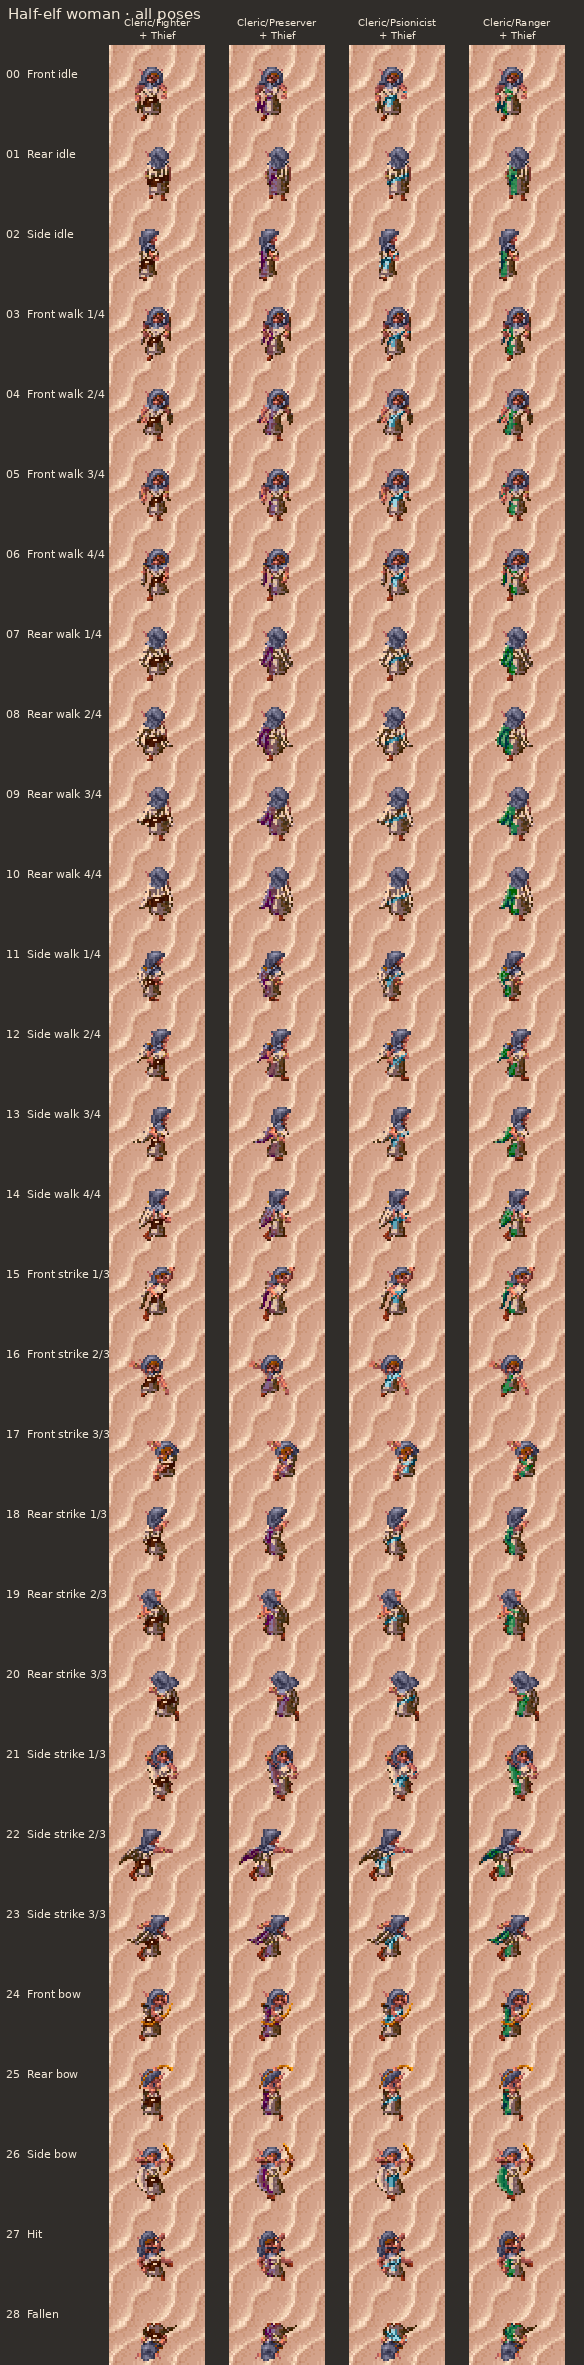 Half-elf woman · all poses
Cleric/Fighter + Thief
Cleric/Preserver + Thief
Cleric/Psionicist + Thief
Cleric/Ranger + Thief
00 Front idle
01 Rear idle
02 Side idle
03 Front walk 1/4
04 Front walk 2/4
05 Front walk 3/4
06 Front walk 4/4
07 Rear walk 1/4
08 Rear walk 2/4
09 Rear walk 3/4
10 Rear walk 4/4
11 Side walk 1/4
12 Side walk 2/4
13 Side walk 3/4
14 Side walk 4/4
15 Front strike 1/3
16 Front strike 2/3
17 Front strike 3/3
18 Rear strike 1/3
19 Rear strike 2/3
20 Rear strike 3/3
21 Side strike 1/3
22 Side strike 2/3
23 Side strike 3/3
24 Front bow
25 Rear bow
26 Side bow
27 Hit
28 Fallen